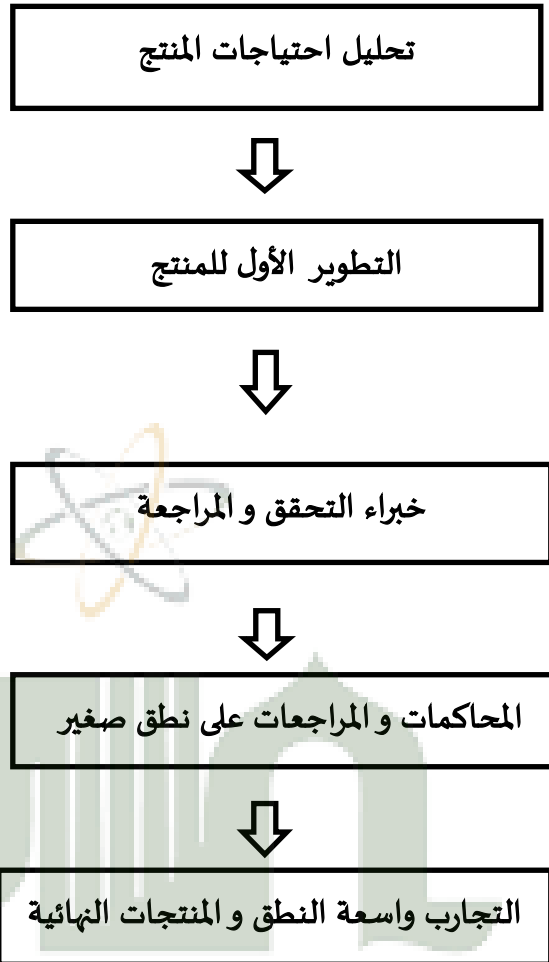 تحليل احتياجات المنتج
التطوير الأول للمنتج
خبراء التحقق و المراجعة
المحاكمات و المراجعات على نطق صغير
التجارب واسعة النطق و المنتجات النهائية